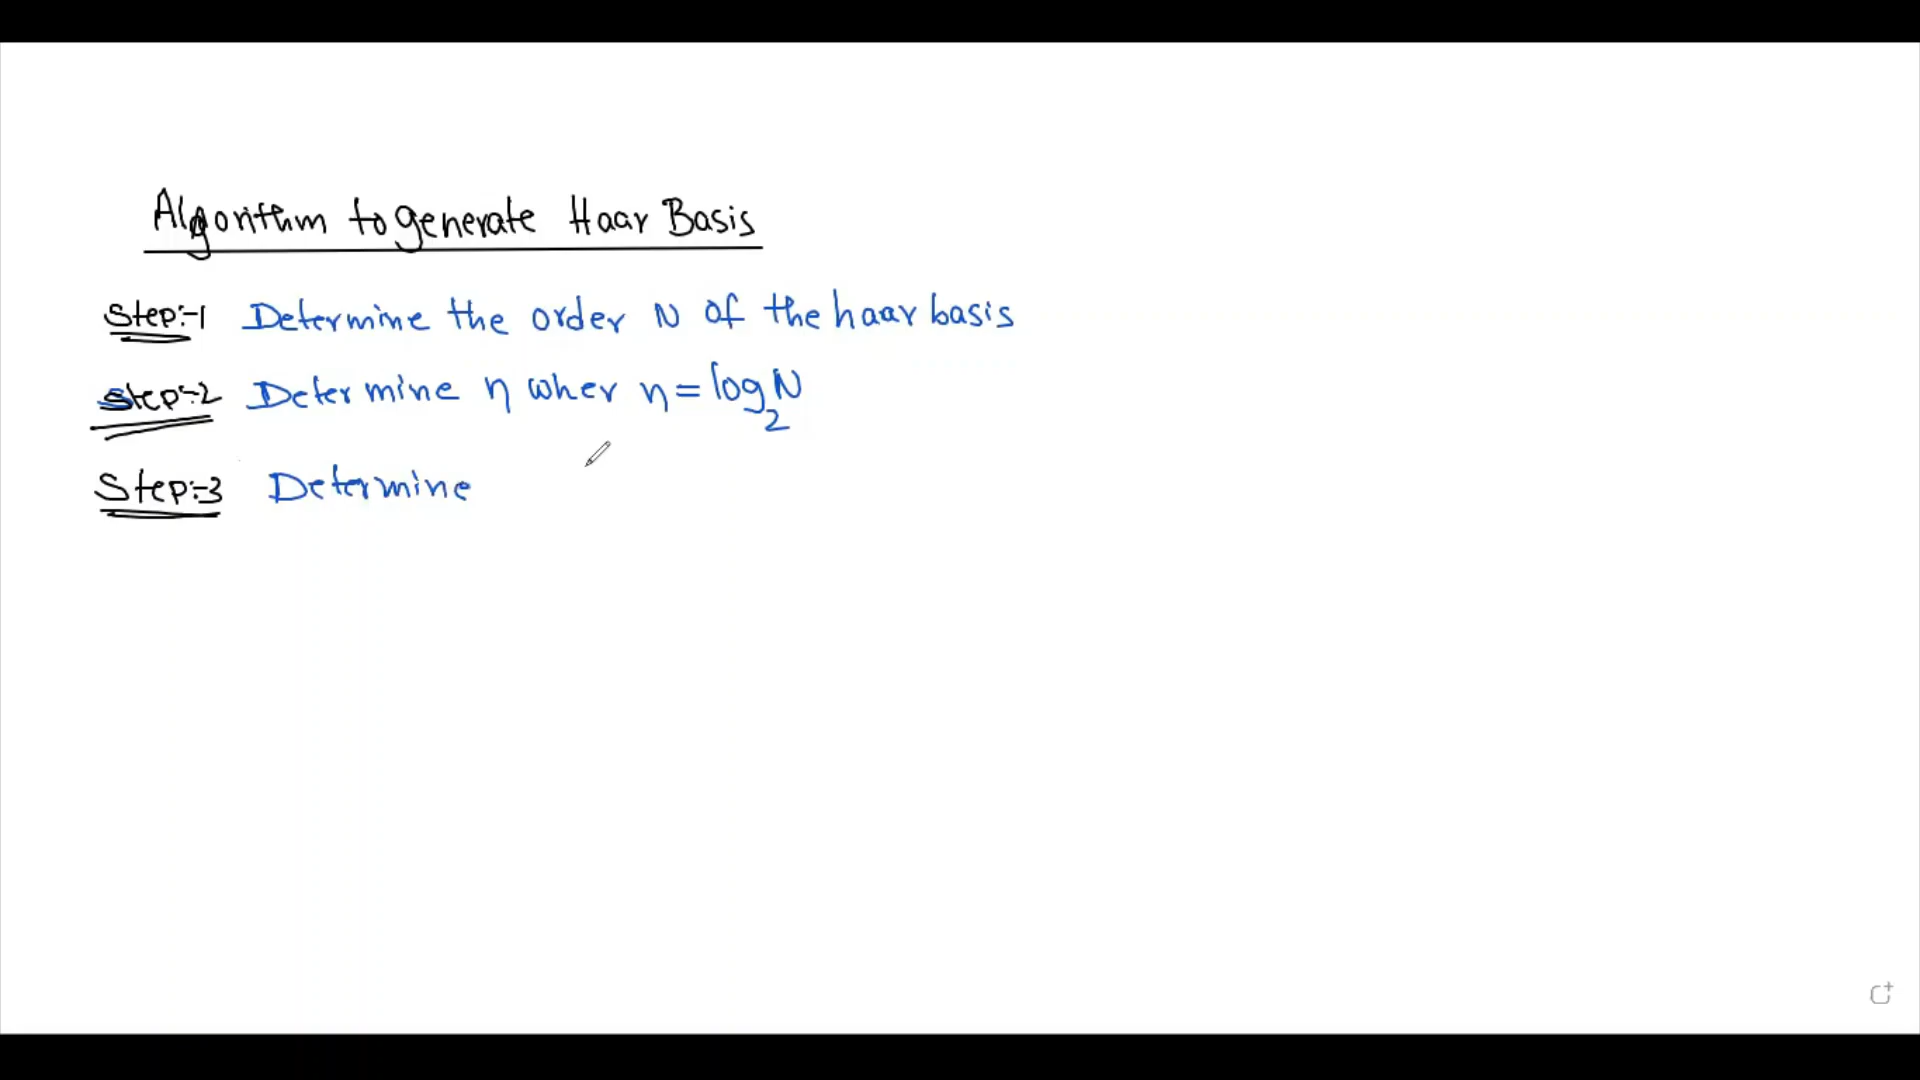 Algorithm to generate Haar Basis
Step:-1 Determine the order N of the haar basis
Step:-2 Determine n wher n = log₂N
Step:-3 Determine